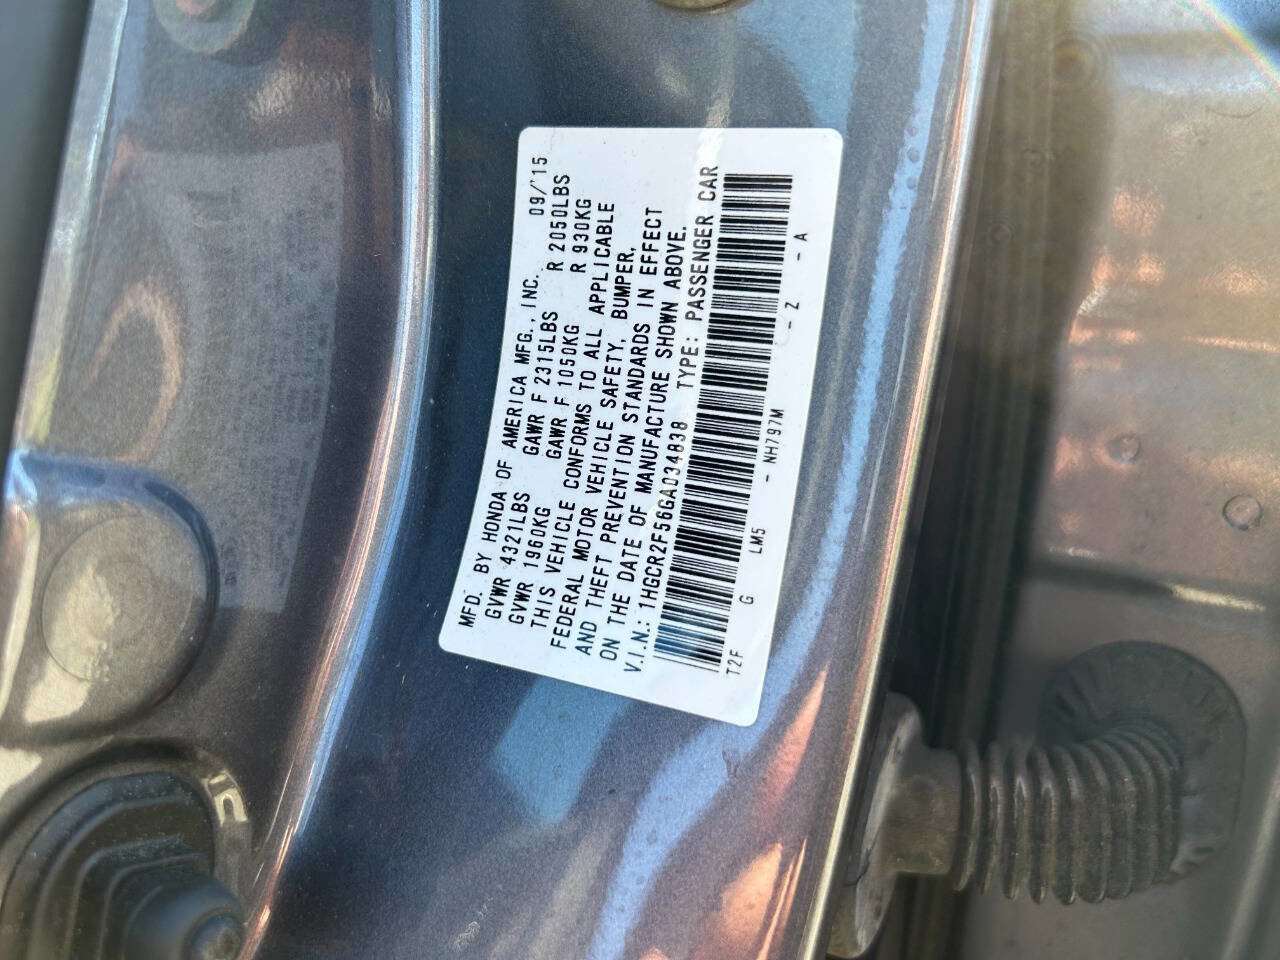 MFD. BY HONDA OF AMERICA MFG., INC. 09/'15
GVWR 4321LBS GAWR F 2315LBS R 2050LBS
GVWR 1960KG GAWR F 1050KG R 930KG
THIS VEHICLE CONFORMS TO ALL APPLICABLE
FEDERAL MOTOR VEHICLE SAFETY, BUMPER,
AND THEFT PREVENTION STANDARDS IN EFFECT
ON THE DATE OF MANUFACTURE SHOWN ABOVE.
V.I.N.: 1HGCR2F56GA034838 TYPE: PASSENGER CAR
T2F G LM5 - NH797M C - Z - A